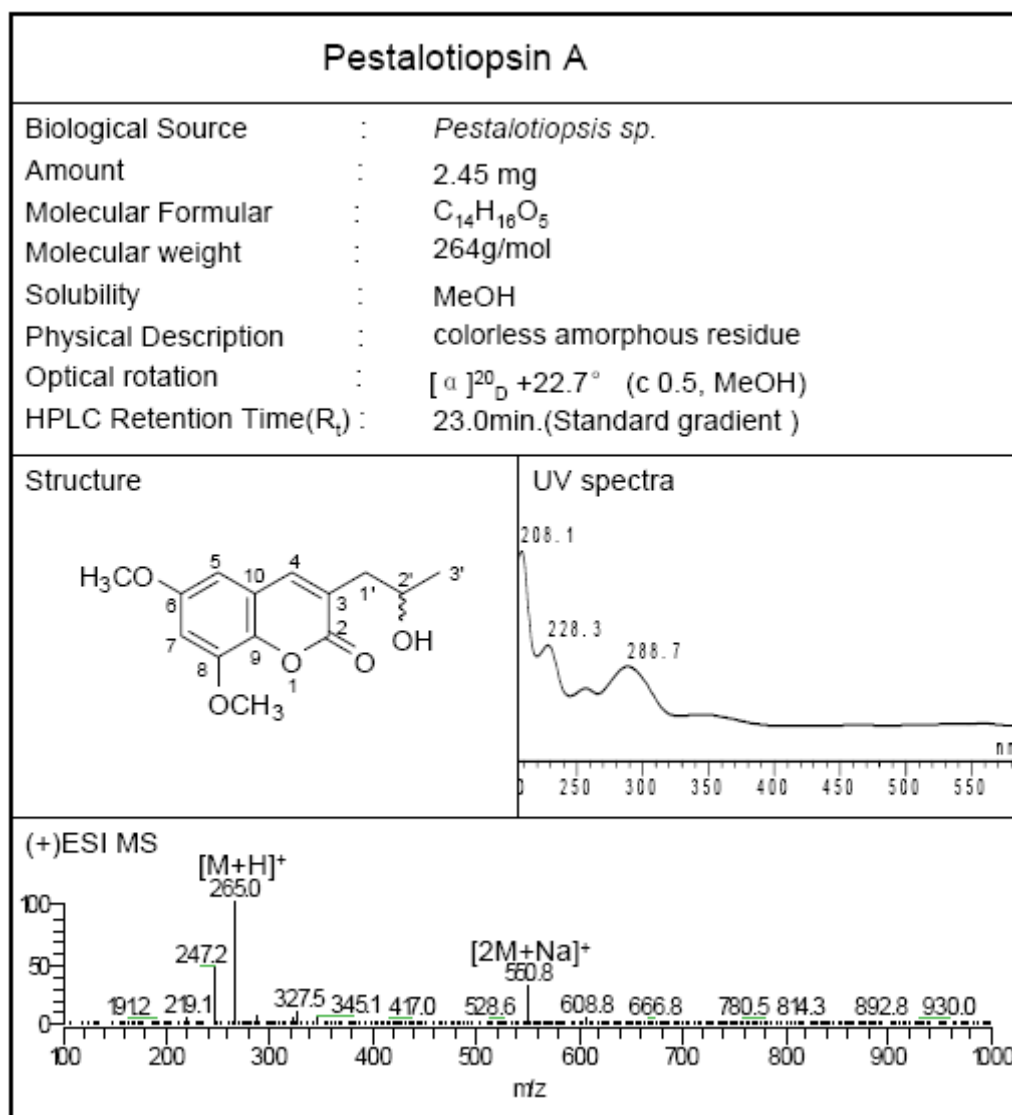 Pestalotiopsin A
Biological Source : Pestalotiopsis sp.
Amount : 2.45 mg
Molecular Formular : C₁₄H₁₆O₅
Molecular weight : 264g/mol
Solubility : MeOH
Physical Description : colorless amorphous residue
Optical rotation : [α]²⁰D +22.7° (c 0.5, MeOH)
HPLC Retention Time(Rt) : 23.0min.(Standard gradient )
Structure
H₃CO
5
10
4
2'
3'
6
1'
3
7
2
OH
9
8
O
O
1
OCH₃
UV spectra
208.1
228.3
288.7
250 300 350 400 450 500 550
(+)ESI MS
[M+H]⁺
265.0
[2M+Na]⁺
550.8
247.2
191.2 219.1 327.5 345.1 417.0 528.6 608.8 666.8 780.5 814.3 892.8 930.0
100
50
0
100 200 300 400 500 600 700 800 900 1000
m/z